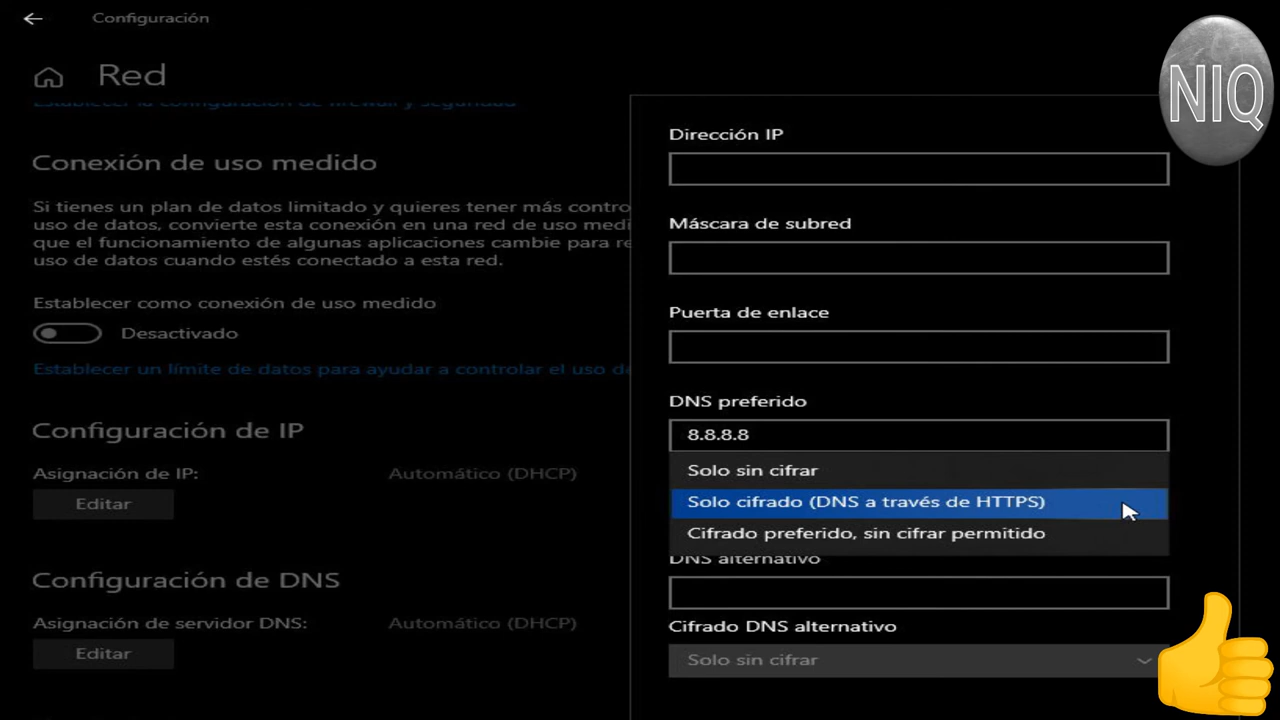 Configuración
Red
Establecer la configuración de firewall y seguridad
Conexión de uso medido
Si tienes un plan de datos limitado y quieres tener más contro
uso de datos, convierte esta conexión en una red de uso medi
que el funcionamiento de algunas aplicaciones cambie para re
uso de datos cuando estés conectado a esta red.
Establecer como conexión de uso medido
Desactivado
Establecer un límite de datos para ayudar a controlar el uso de
Configuración de IP
Asignación de IP: Automático (DHCP)
Editar
Configuración de DNS
Asignación de servidor DNS: Automático (DHCP)
Editar
Dirección IP
Máscara de subred
Puerta de enlace
DNS preferido
8.8.8.8
Solo sin cifrar
Solo cifrado (DNS a través de HTTPS)
Cifrado preferido, sin cifrar permitido
DNS alternativo
Cifrado DNS alternativo
Solo sin cifrar
NIQ